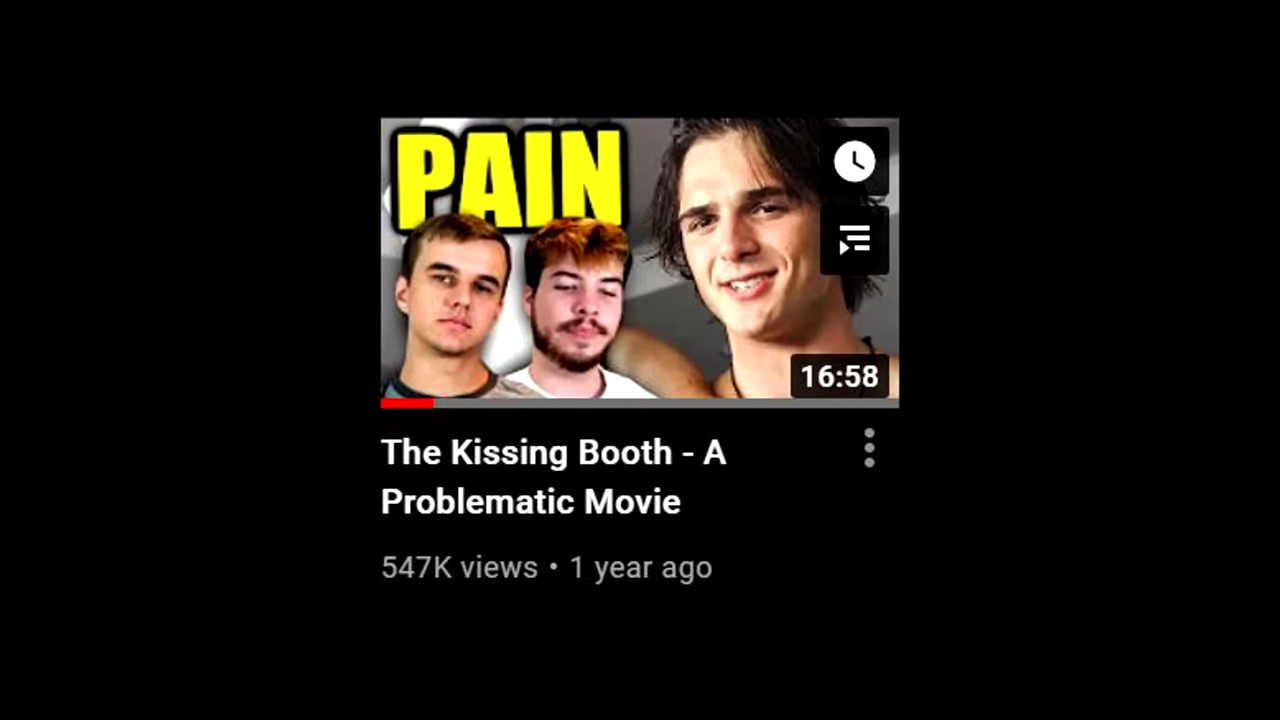 PAIN
16:58
The Kissing Booth - A
Problematic Movie
547K views • 1 year ago